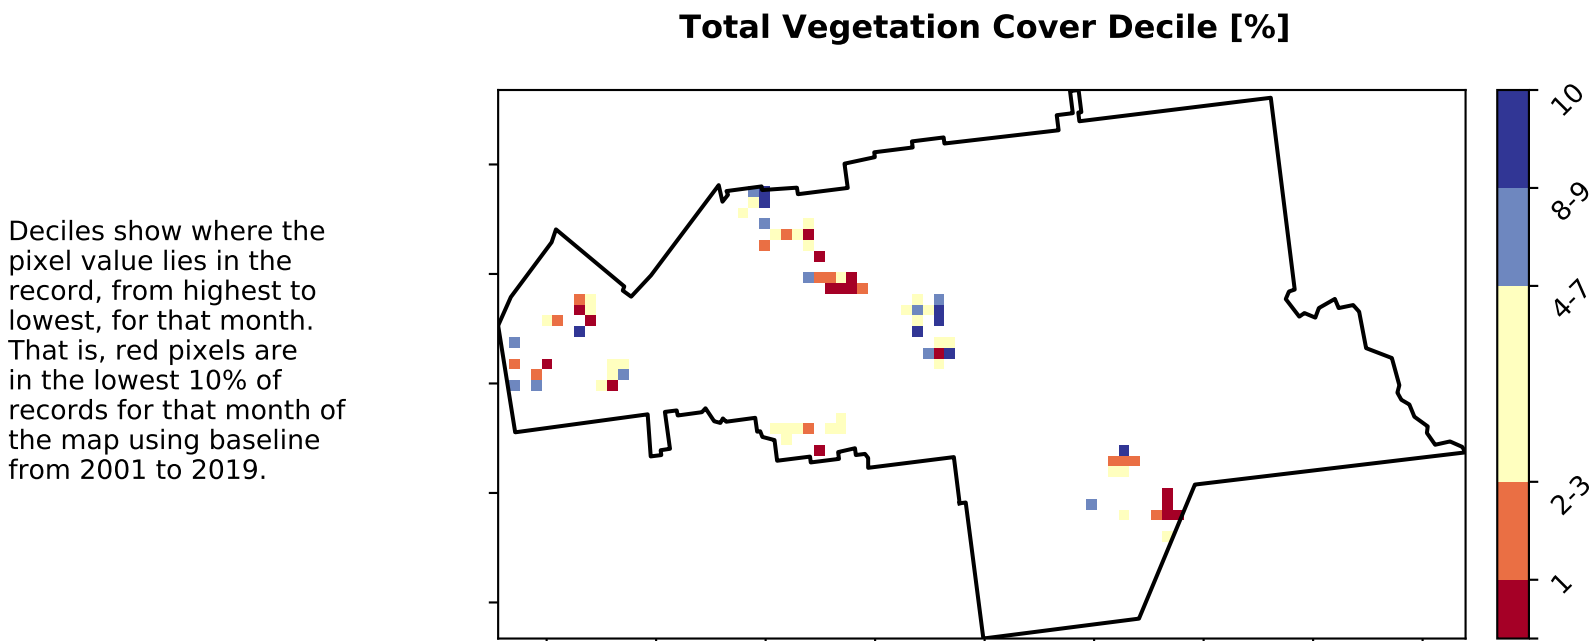 Total Vegetation Cover Decile [%]
Deciles show where the
pixel value lies in the
record, from highest to
lowest, for that month.
That is, red pixels are
in the lowest 10% of
records for that month of
the map using baseline
from 2001 to 2019.
10
8-9
4-7
2-3
1